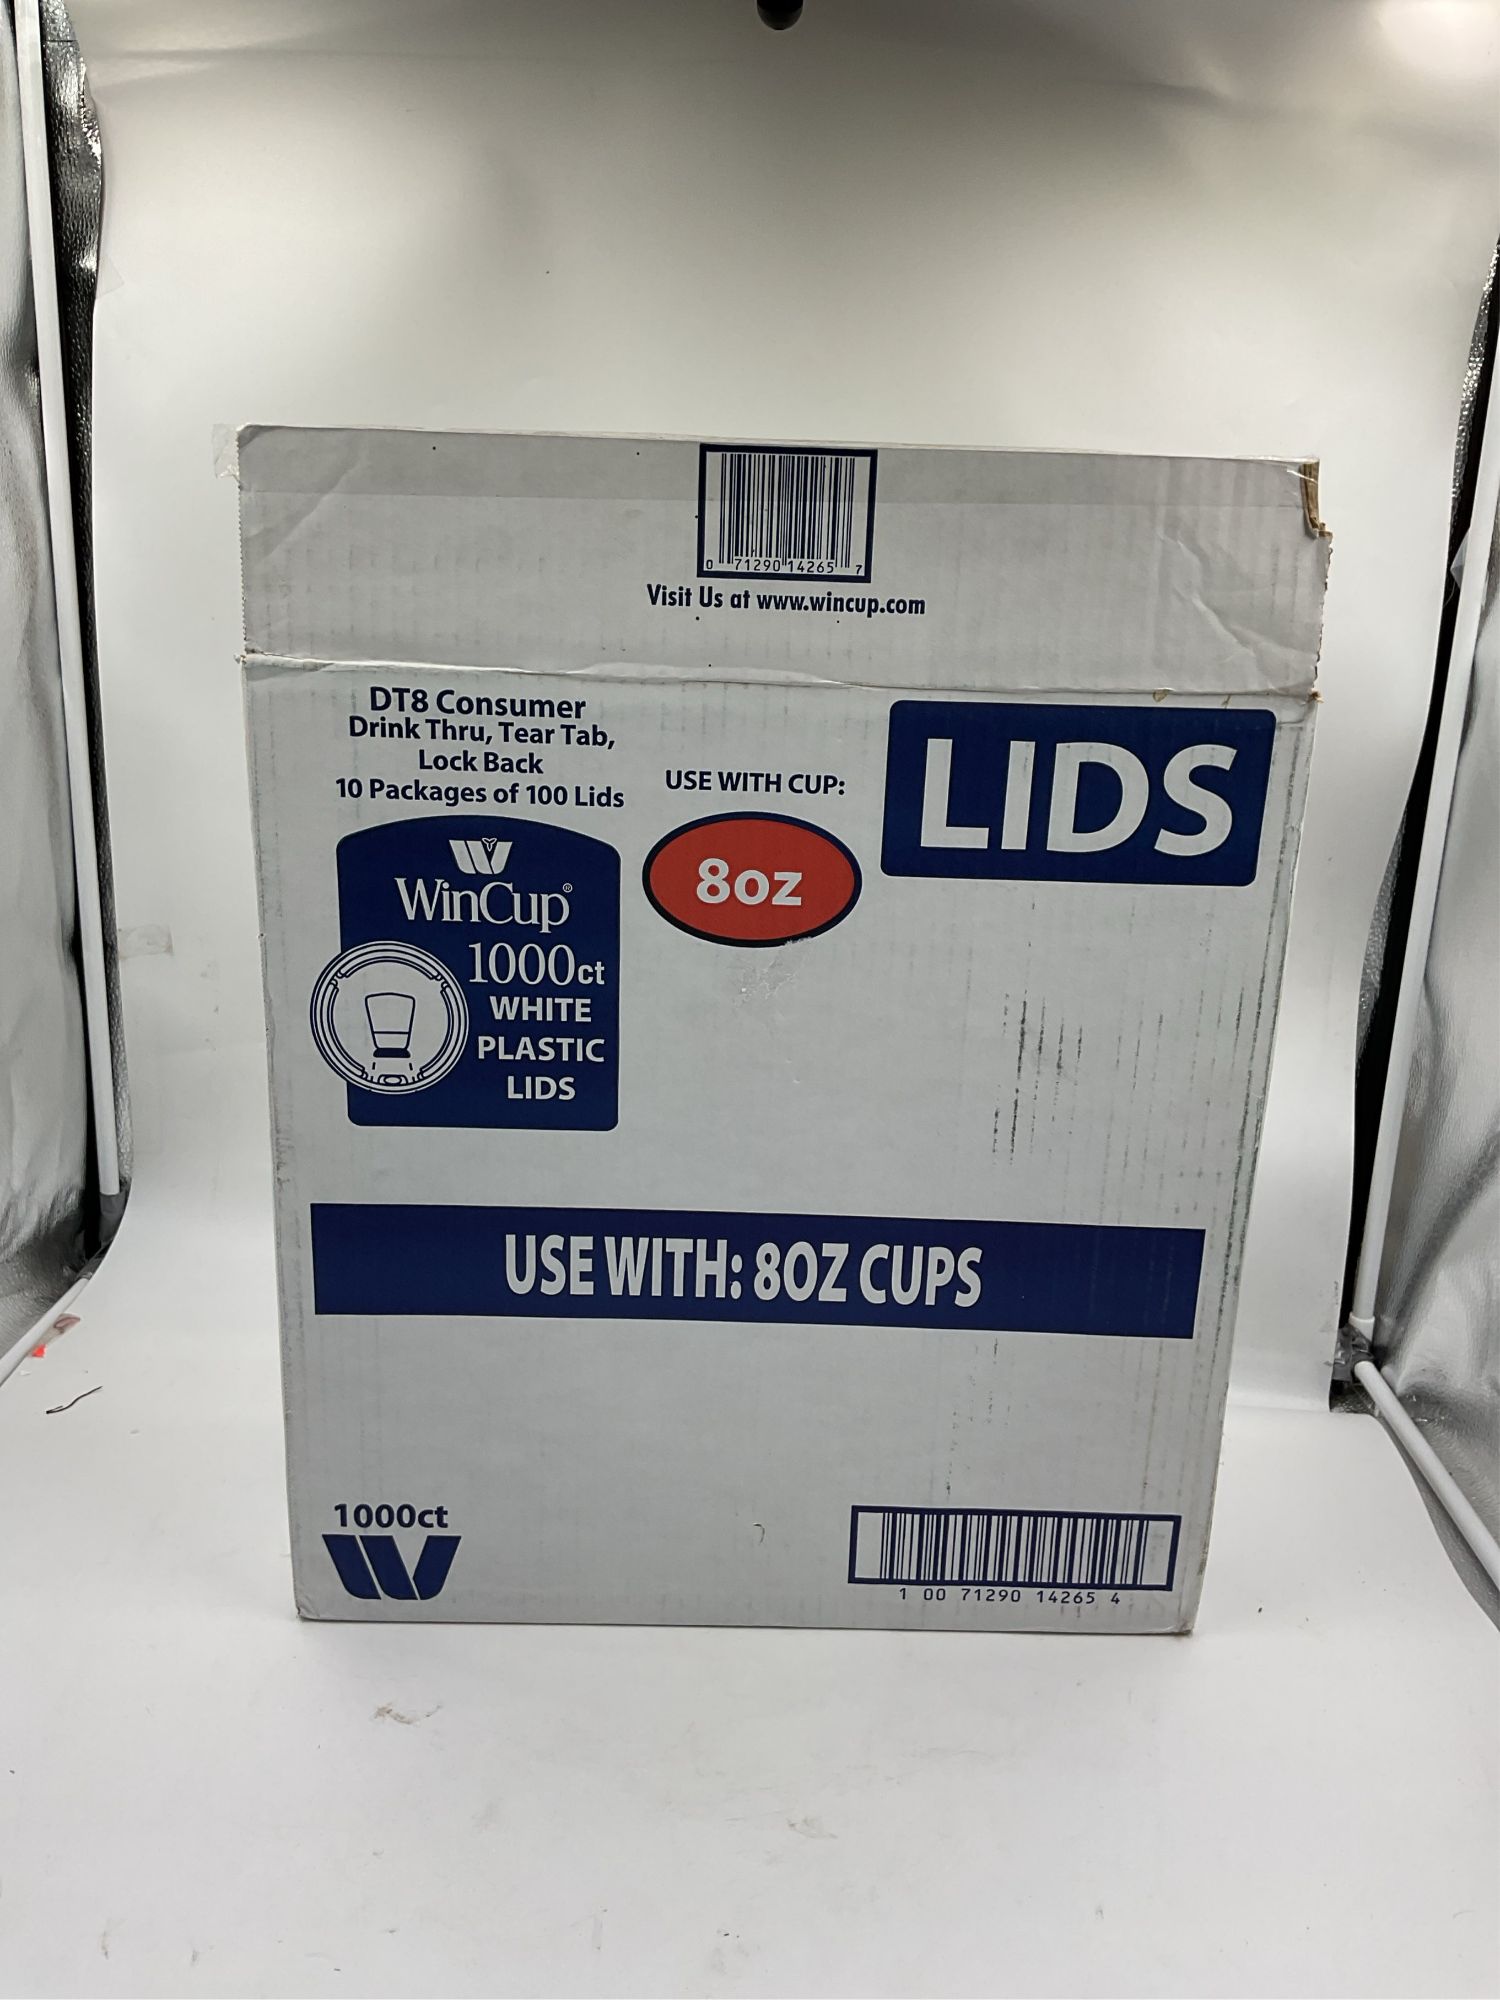 0 71290 14265 7
Visit Us at www.wincup.com
DT8 Consumer
Drink Thru, Tear Tab,
Lock Back
10 Packages of 100 Lids
USE WITH CUP:
8oz
LIDS
WinCup®
1000ct
WHITE
PLASTIC
LIDS
USE WITH: 8OZ CUPS
1000ct
1 00 71290 14265 4